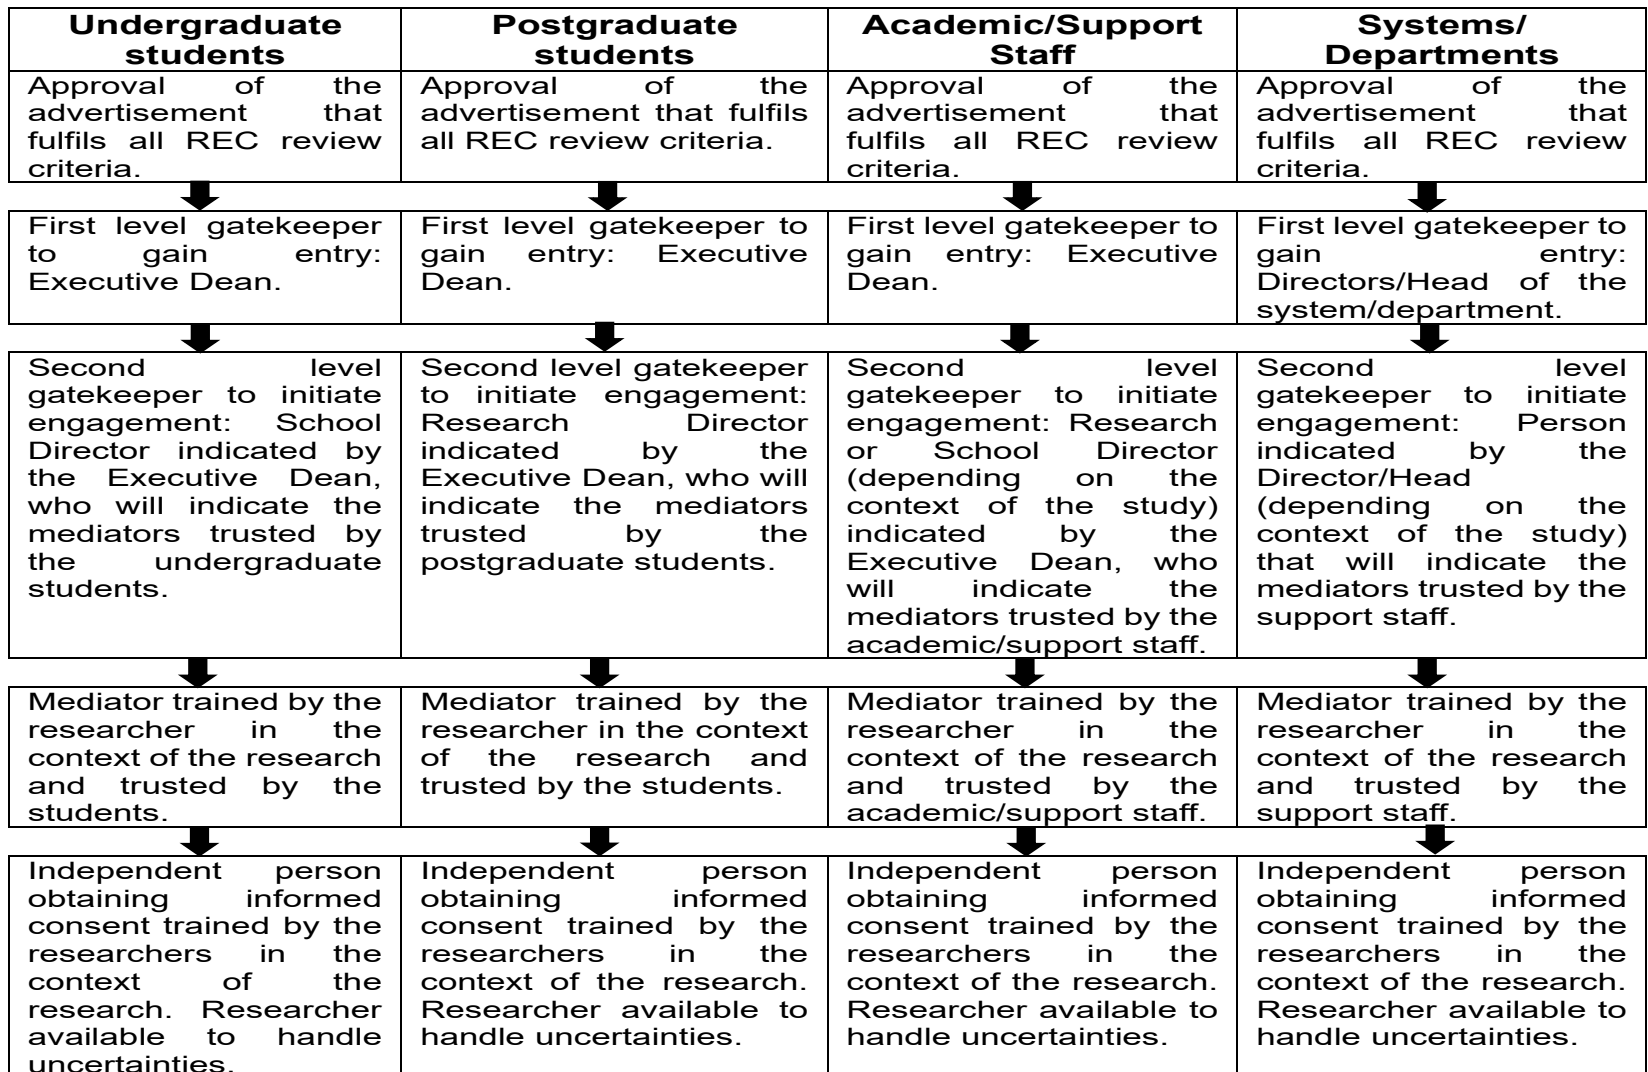 Undergraduate
students
Postgraduate
students
Academic/Support
Staff
Systems/
Departments
Approval of the
advertisement that
fulfils all REC review
criteria.
Approval of the
advertisement that fulfils
all REC review criteria.
Approval of the
advertisement that
fulfils all REC review
criteria.
Approval of the
advertisement that
fulfils all REC review
criteria.
First level gatekeeper
to gain entry:
Executive Dean.
First level gatekeeper to
gain entry: Executive
Dean.
First level gatekeeper to
gain entry: Executive
Dean.
First level gatekeeper to
gain entry:
Directors/Head of the
system/department.
Second level
gatekeeper to initiate
engagement: School
Director indicated by
the Executive Dean,
who will indicate the
mediators trusted by
the undergraduate
students.
Second level gatekeeper
to initiate engagement:
Research Director
indicated by the
Executive Dean, who will
indicate the mediators
trusted by the
postgraduate students.
Second level
gatekeeper to initiate
engagement: Research
or School Director
(depending on the
context of the study)
indicated by the
Executive Dean, who
will indicate the
mediators trusted by the
academic/support staff.
Second level
gatekeeper to initiate
engagement: Person
indicated by the
Director/Head
(depending on the
context of the study)
that will indicate the
mediators trusted by the
support staff.
Mediator trained by the
researcher in the
context of the research
and trusted by the
students.
Mediator trained by the
researcher in the context
of the research and
trusted by the students.
Mediator trained by the
researcher in the
context of the research
and trusted by the
academic/support staff.
Mediator trained by the
researcher in the
context of the research
and trusted by the
support staff.
Independent person
obtaining informed
consent trained by the
researchers in the
context of the
research. Researcher
available to handle
uncertainties.
Independent person
obtaining informed
consent trained by the
researchers in the
context of the research.
Researcher available to
handle uncertainties.
Independent person
obtaining informed
consent trained by the
researchers in the
context of the research.
Researcher available to
handle uncertainties.
Independent person
obtaining informed
consent trained by the
researchers in the
context of the research.
Researcher available to
handle uncertainties.